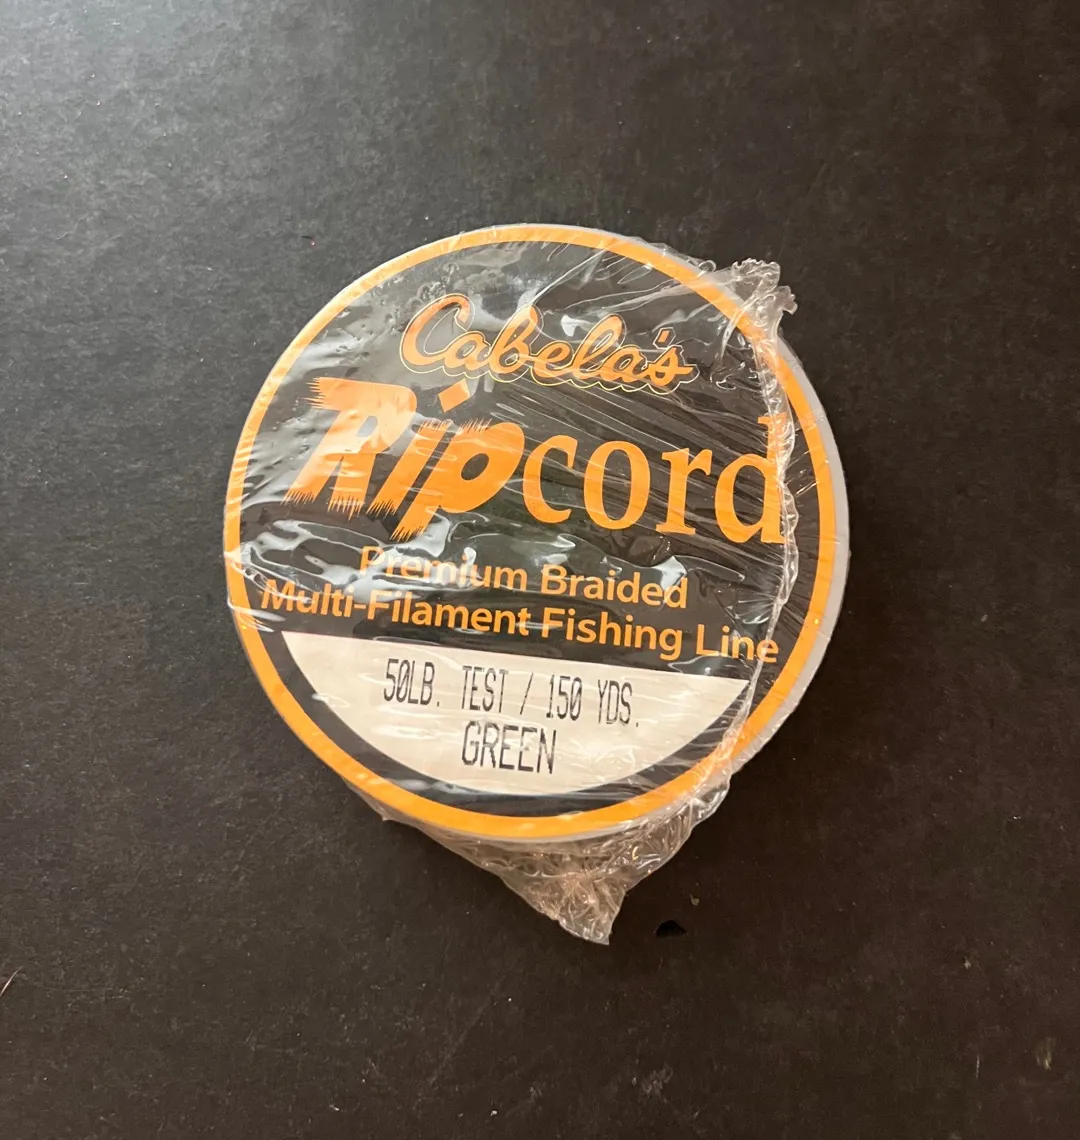 Cabela's
Ripcord
Premium Braided
Multi-Filament Fishing Line
50LB. TEST / 150 YDS.
GREEN